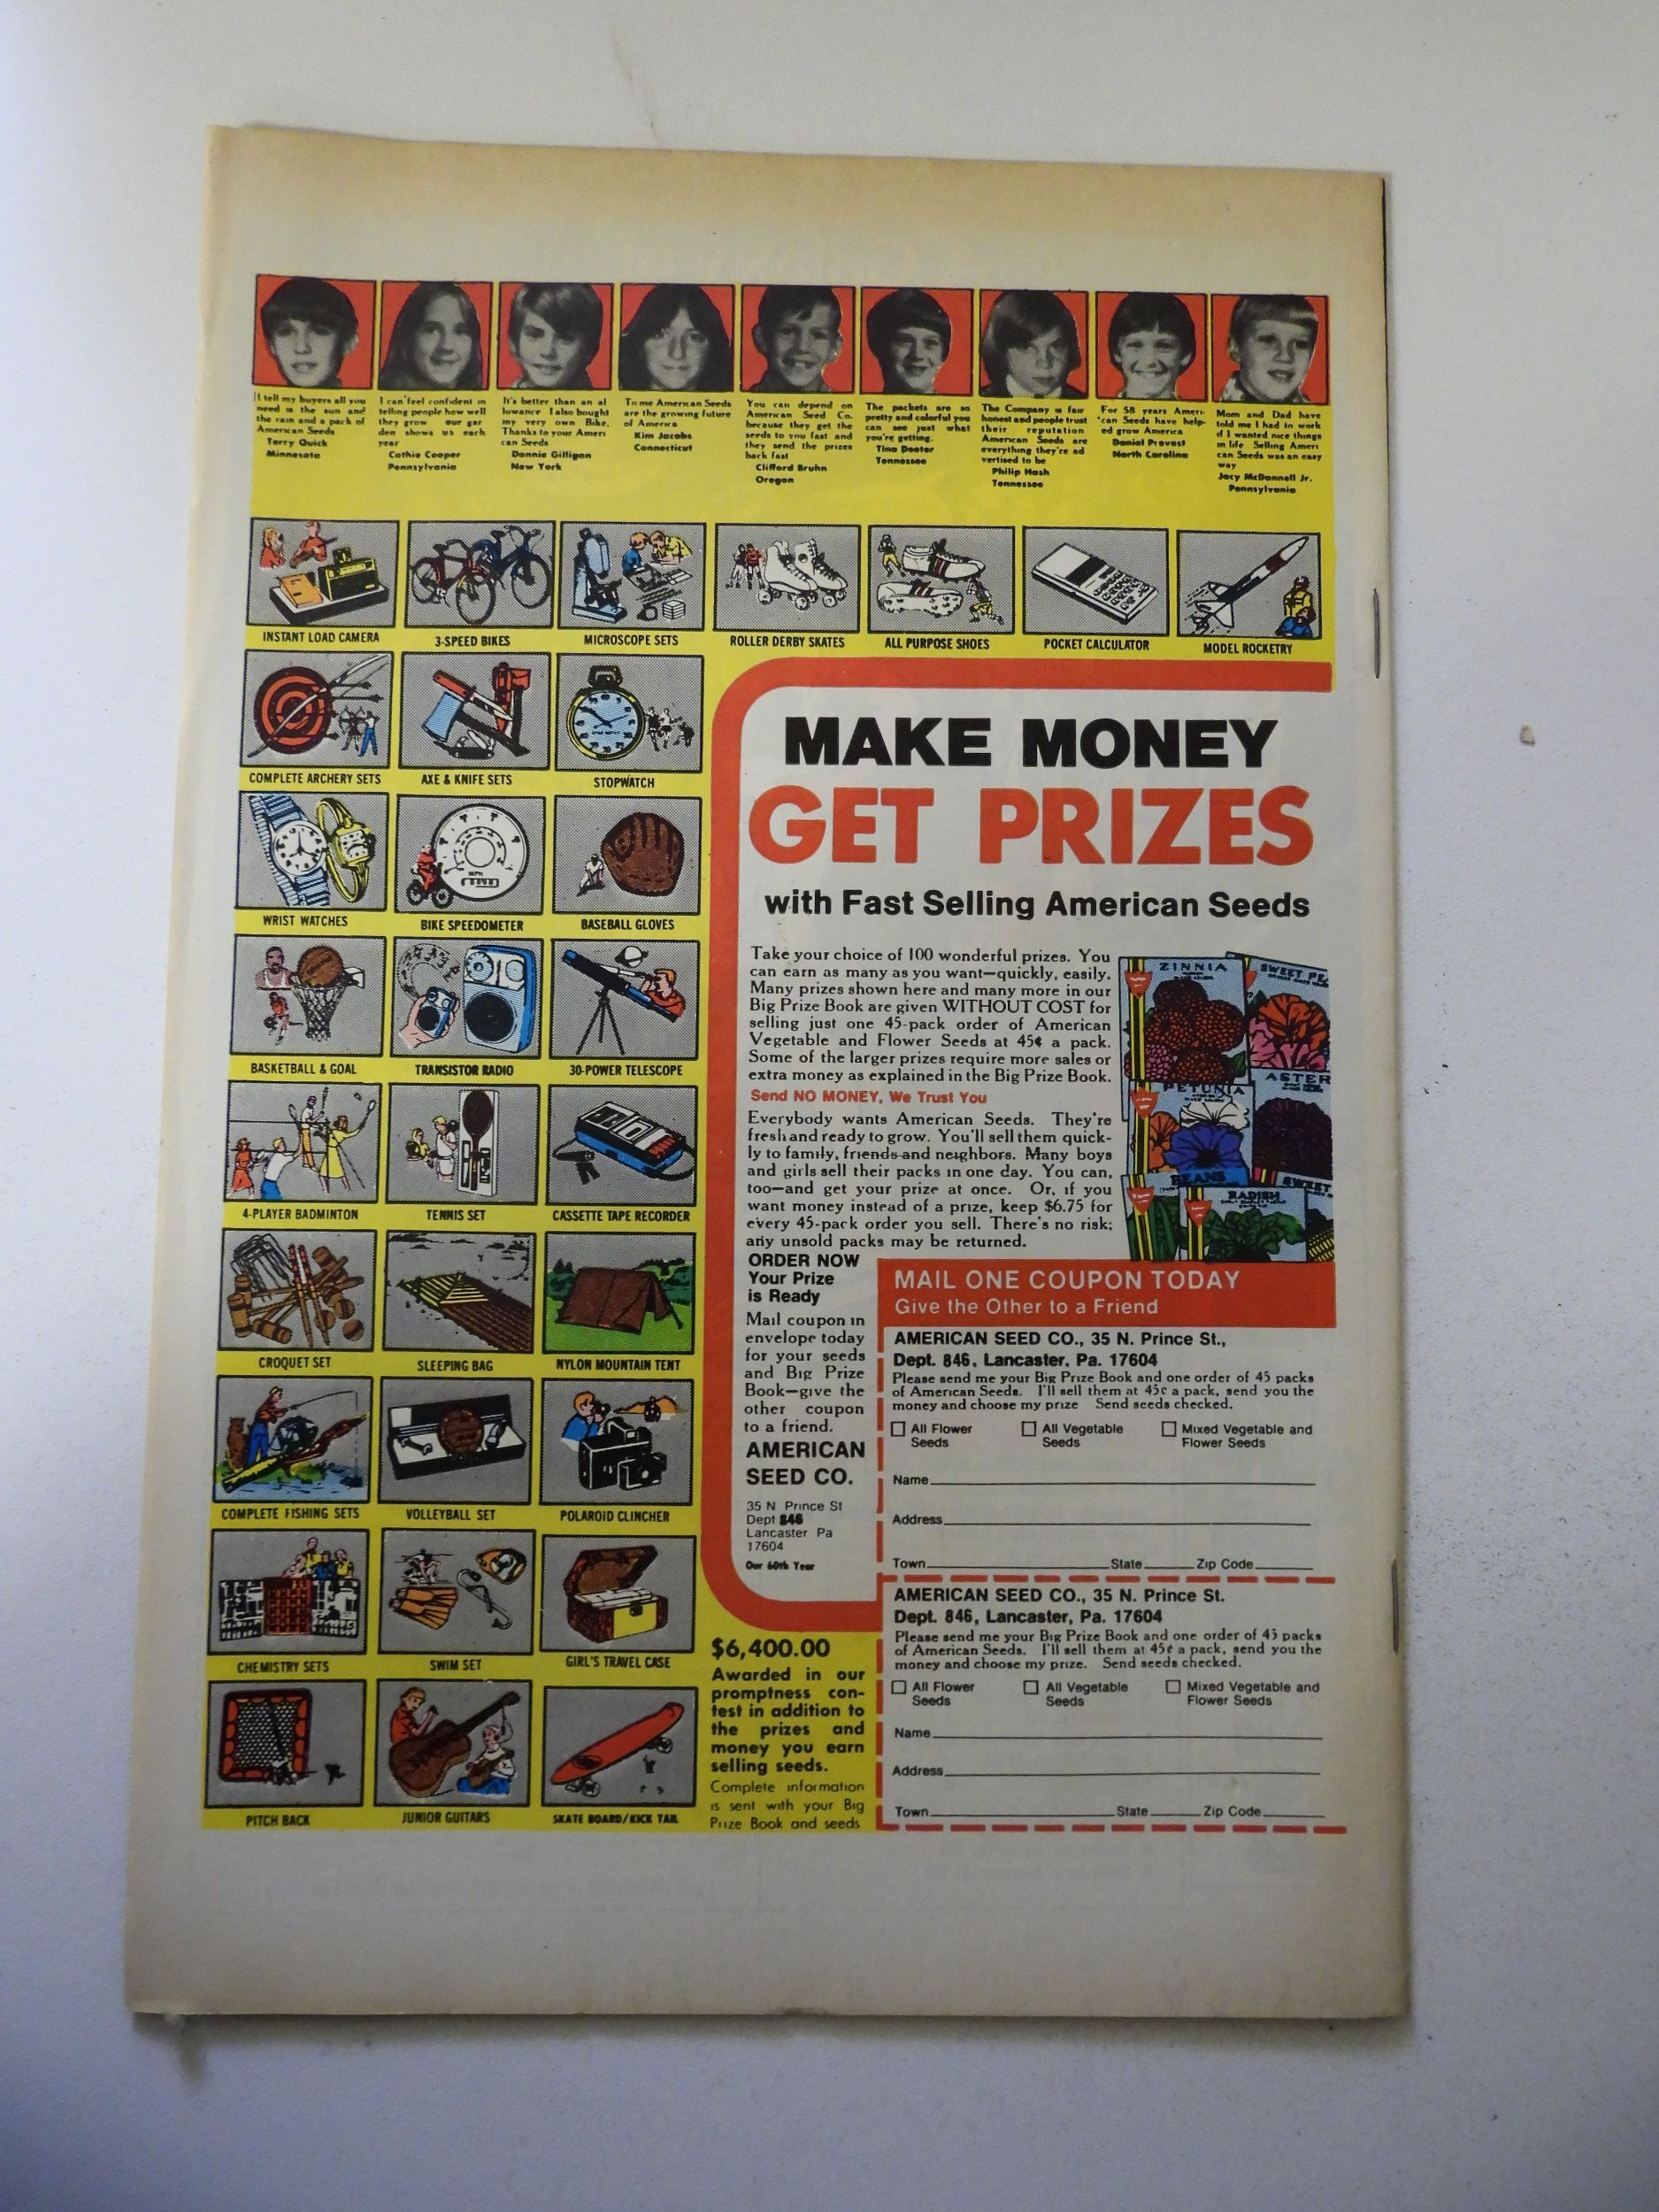 I tell my buyers all you
need is the sun and
the rain and a pack of
American Seeds
Terry Quick
Minnesota
I can feel confident in
telling people how well
they grow our gar
den shows us each
year
Cathie Cooper
Pennsylvania
It's better than an al
lowance I also bought
my very own Bike.
Thanks to your Ameri
can Seeds
Donnie Gilligan
New York
To me American Seeds
are the growing future
of America
Kim Jacobs
Connecticut
You can depend on
American Seed Co.
because they get the
seeds to you fast and
they send the prizes
back fast
Clifford Bruhn
Oregon
The packets are so
pretty and colorful you
can see just what
you're getting.
Tina Deeter
Tennessee
The Company is fair
honest and people trust
their reputation
American Seeds are
everything they're ad
vertised to be
Philip Hash
Tennessee
For 58 years Ameri-
can Seeds have help-
ed grow America
Daniel Provost
North Carolina
Mom and Dad have
told me I had to work
if I wanted nice things
in life Selling Ameri
can Seeds was an easy
way
Jacy McDannell Jr.
Pennsylvania
INSTANT LOAD CAMERA
3-SPEED BIKES
MICROSCOPE SETS
ROLLER DERBY SKATES
ALL PURPOSE SHOES
POCKET CALCULATOR
MODEL ROCKETRY
COMPLETE ARCHERY SETS
AXE & KNIFE SETS
STOPWATCH
WRIST WATCHES
MPH
BIKE SPEEDOMETER
BASEBALL GLOVES
BASKETBALL & GOAL
TRANSISTOR RADIO
30-POWER TELESCOPE
4-PLAYER BADMINTON
TENNIS SET
CASSETTE TAPE RECORDER
CROQUET SET
SLEEPING BAG
NYLON MOUNTAIN TENT
COMPLETE FISHING SETS
VOLLEYBALL SET
POLAROID CLINCHER
CHEMISTRY SETS
SWIM SET
GIRL'S TRAVEL CASE
PITCH BACK
JUNIOR GUITARS
SKATE BOARD/KICK TAIL
MAKE MONEY
GET PRIZES
with Fast Selling American Seeds
Take your choice of 100 wonderful prizes. You
can earn as many as you want—quickly, easily.
Many prizes shown here and many more in our
Big Prize Book are given WITHOUT COST for
selling just one 45-pack order of American
Vegetable and Flower Seeds at 45¢ a pack.
Some of the larger prizes require more sales or
extra money as explained in the Big Prize Book.
Send NO MONEY, We Trust You
Everybody wants American Seeds. They're
fresh and ready to grow. You'll sell them quick-
ly to family, friends and neighbors. Many boys
and girls sell their packs in one day. You can,
too—and get your prize at once. Or, if you
want money instead of a prize, keep $6.75 for
every 45-pack order you sell. There's no risk;
any unsold packs may be returned.
ZINNIA
SWEET PE
PETUNIA
ASTER
BEANS
RADISH
SWEET
ORDER NOW
Your Prize
is Ready
Mail coupon in
envelope today
for your seeds
and Big Prize
Book—give the
other coupon
to a friend.
AMERICAN
SEED CO.
35 N Prince St
Dept 846
Lancaster Pa
17604
Our 60th Year
MAIL ONE COUPON TODAY
Give the Other to a Friend
AMERICAN SEED CO., 35 N. Prince St.,
Dept. 846, Lancaster, Pa. 17604
Please send me your Big Prize Book and one order of 45 packs
of American Seeds. I'll sell them at 45¢ a pack, send you the
money and choose my prize Send seeds checked.
All Flower
Seeds
All Vegetable
Seeds
Mixed Vegetable and
Flower Seeds
Name
Address
Town State Zip Code
AMERICAN SEED CO., 35 N. Prince St.
Dept. 846, Lancaster, Pa. 17604
Please send me your Big Prize Book and one order of 45 packs
of American Seeds. I'll sell them at 45¢ a pack, send you the
money and choose my prize. Send seeds checked.
All Flower
Seeds
All Vegetable
Seeds
Mixed Vegetable and
Flower Seeds
Name
Address
Town State Zip Code
$6,400.00
Awarded in our
promptness con-
test in addition to
the prizes and
money you earn
selling seeds.
Complete information
is sent with your Big
Prize Book and seeds